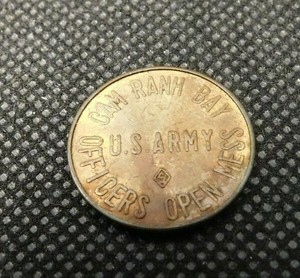 CAM RANH BAY
U.S ARMY
OFFICERS OPEN MESS